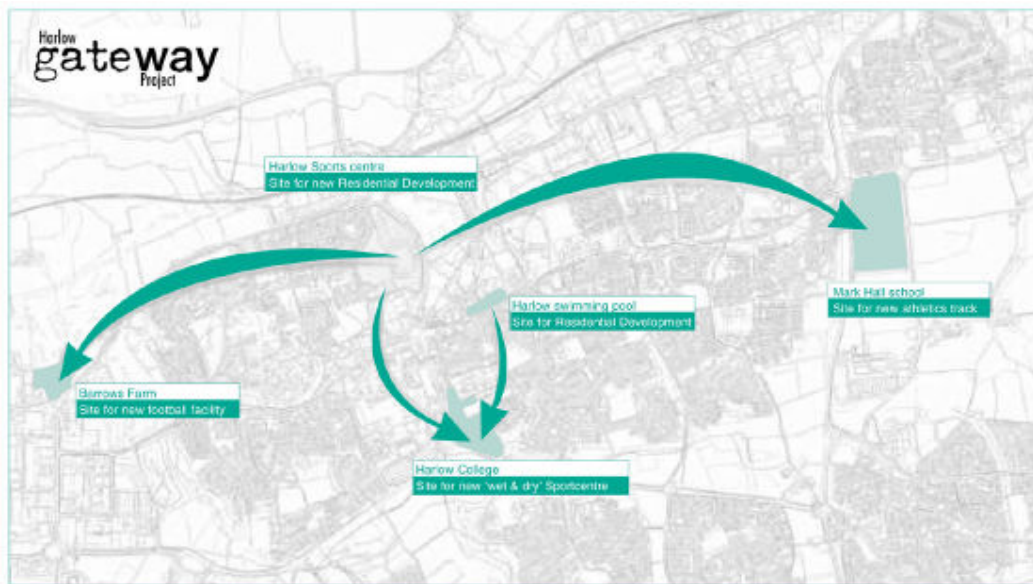 Harlow
gateway
Project
Harlow Sports centre
Site for new Residential Development
Harlow swimming pool
Site for Residential Development
Mark Hall school
Site for new athletics track
Barrows Farm
Site for new football facility
Harlow College
Site for new 'wet & dry' Sportcentre